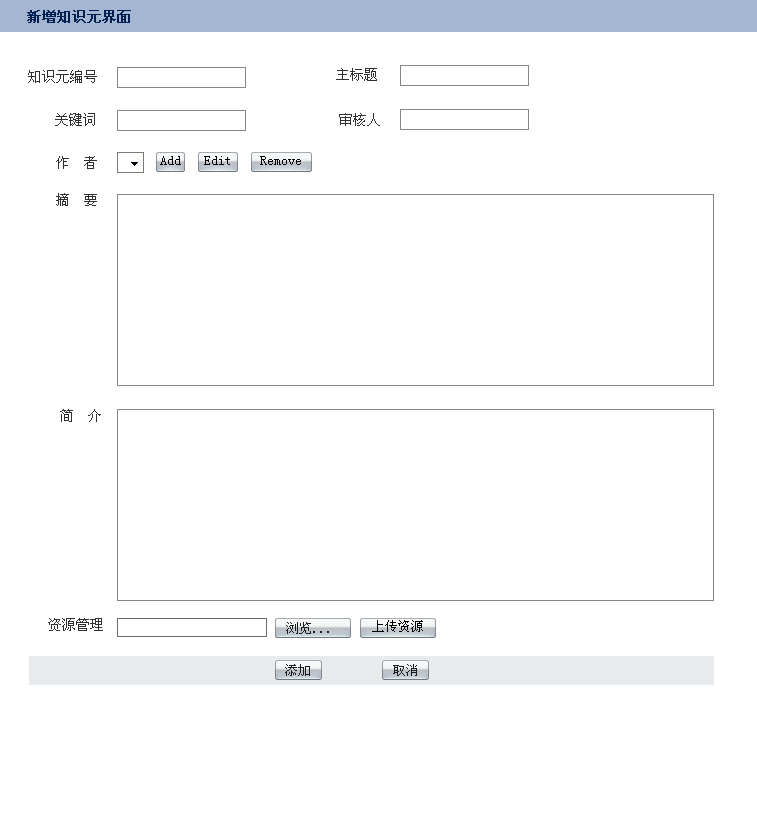 新增知识元界面
知识元编号 主标题
关键词 审核人
作 者 Add Edit Remove
摘 要
简 介
资源管理 浏览... 上传资源
添加 取消